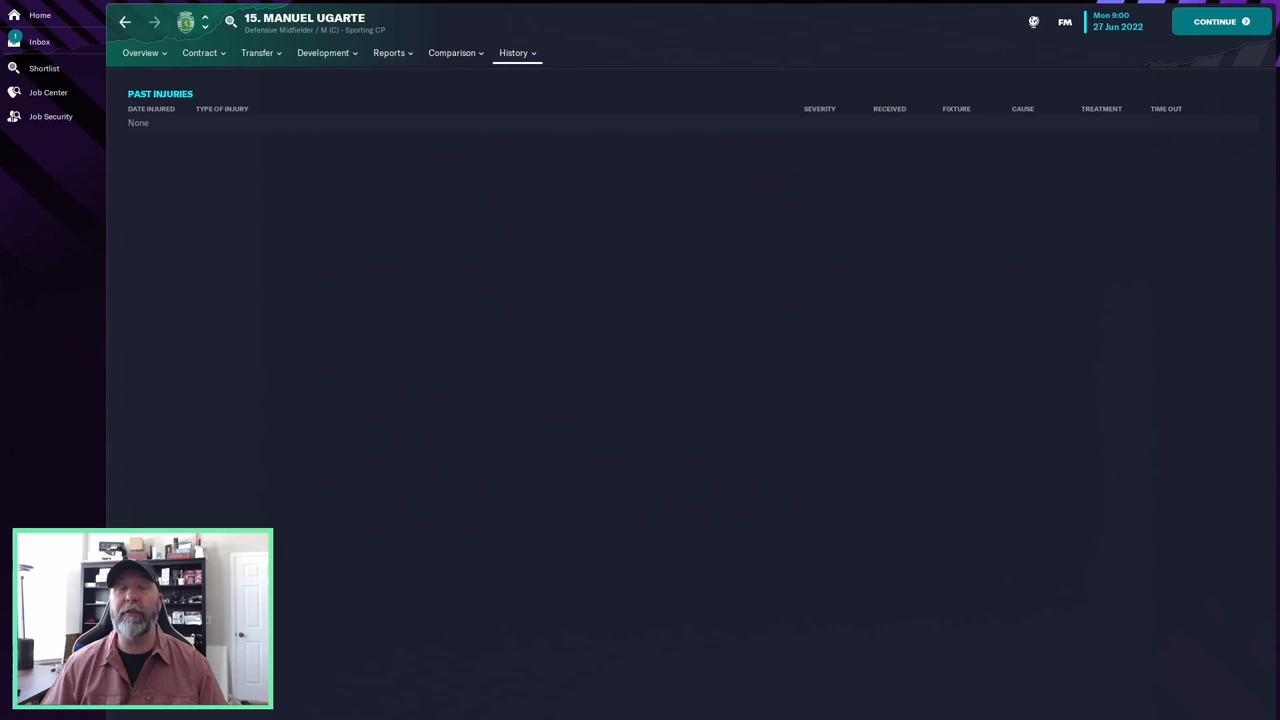 Home
1
Inbox
Shortlist
Job Center
Job Security
15. MANUEL UGARTE
Defensive Midfielder / M (C) - Sporting CP
FM
Mon 9:00
27 Jun 2022
CONTINUE
Overview
Contract
Transfer
Development
Reports
Comparison
History
PAST INJURIES
DATE INJURED TYPE OF INJURY SEVERITY RECEIVED FIXTURE CAUSE TREATMENT TIME OUT
None